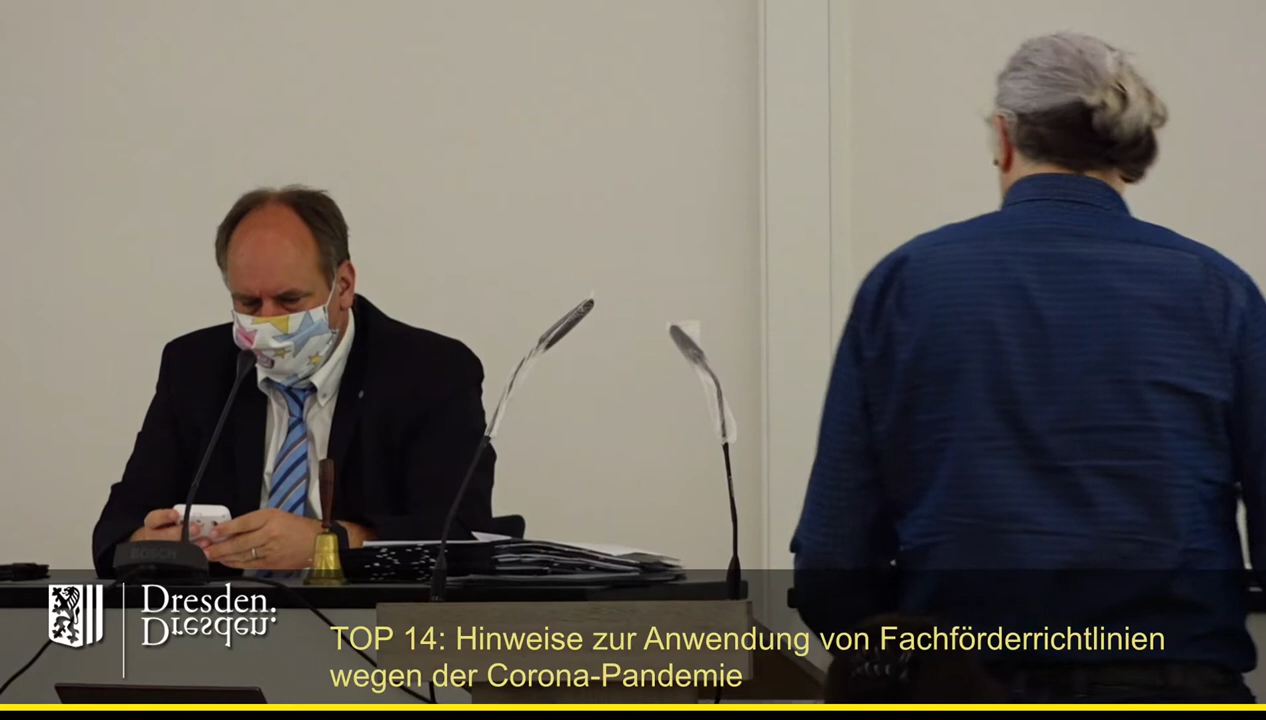 BOSCH
Dresden.
Dresden.
TOP 14: Hinweise zur Anwendung von Fachförderrichtlinien
wegen der Corona-Pandemie